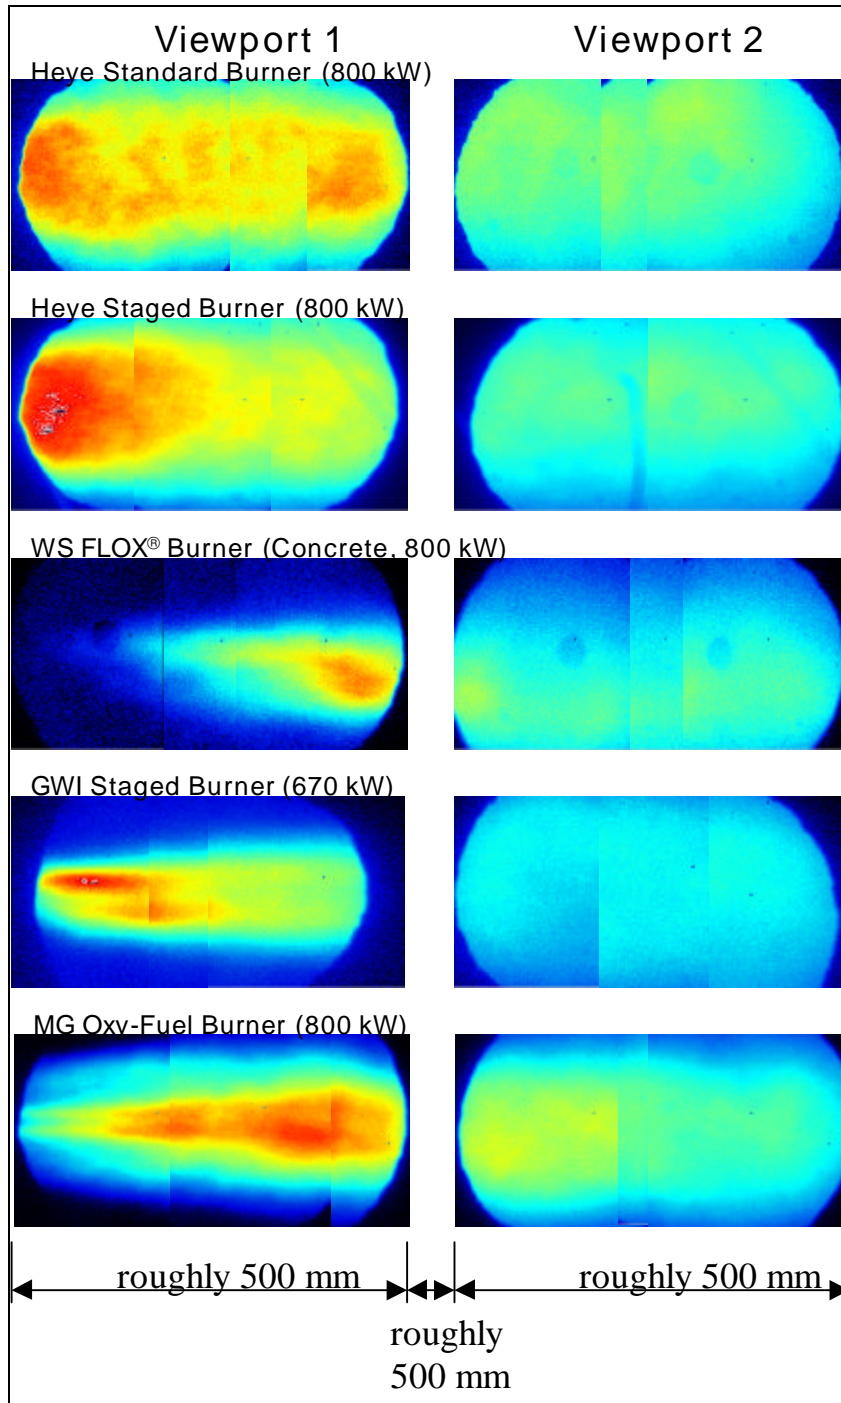 Viewport 1 Viewport 2
Heye Standard Burner (800 kW)
Heye Staged Burner (800 kW)
WS FLOX® Burner (Concrete, 800 kW)
GWI Staged Burner (670 kW)
MG Oxy-Fuel Burner (800 kW)
roughly 500 mm roughly 500 mm
roughly
500 mm